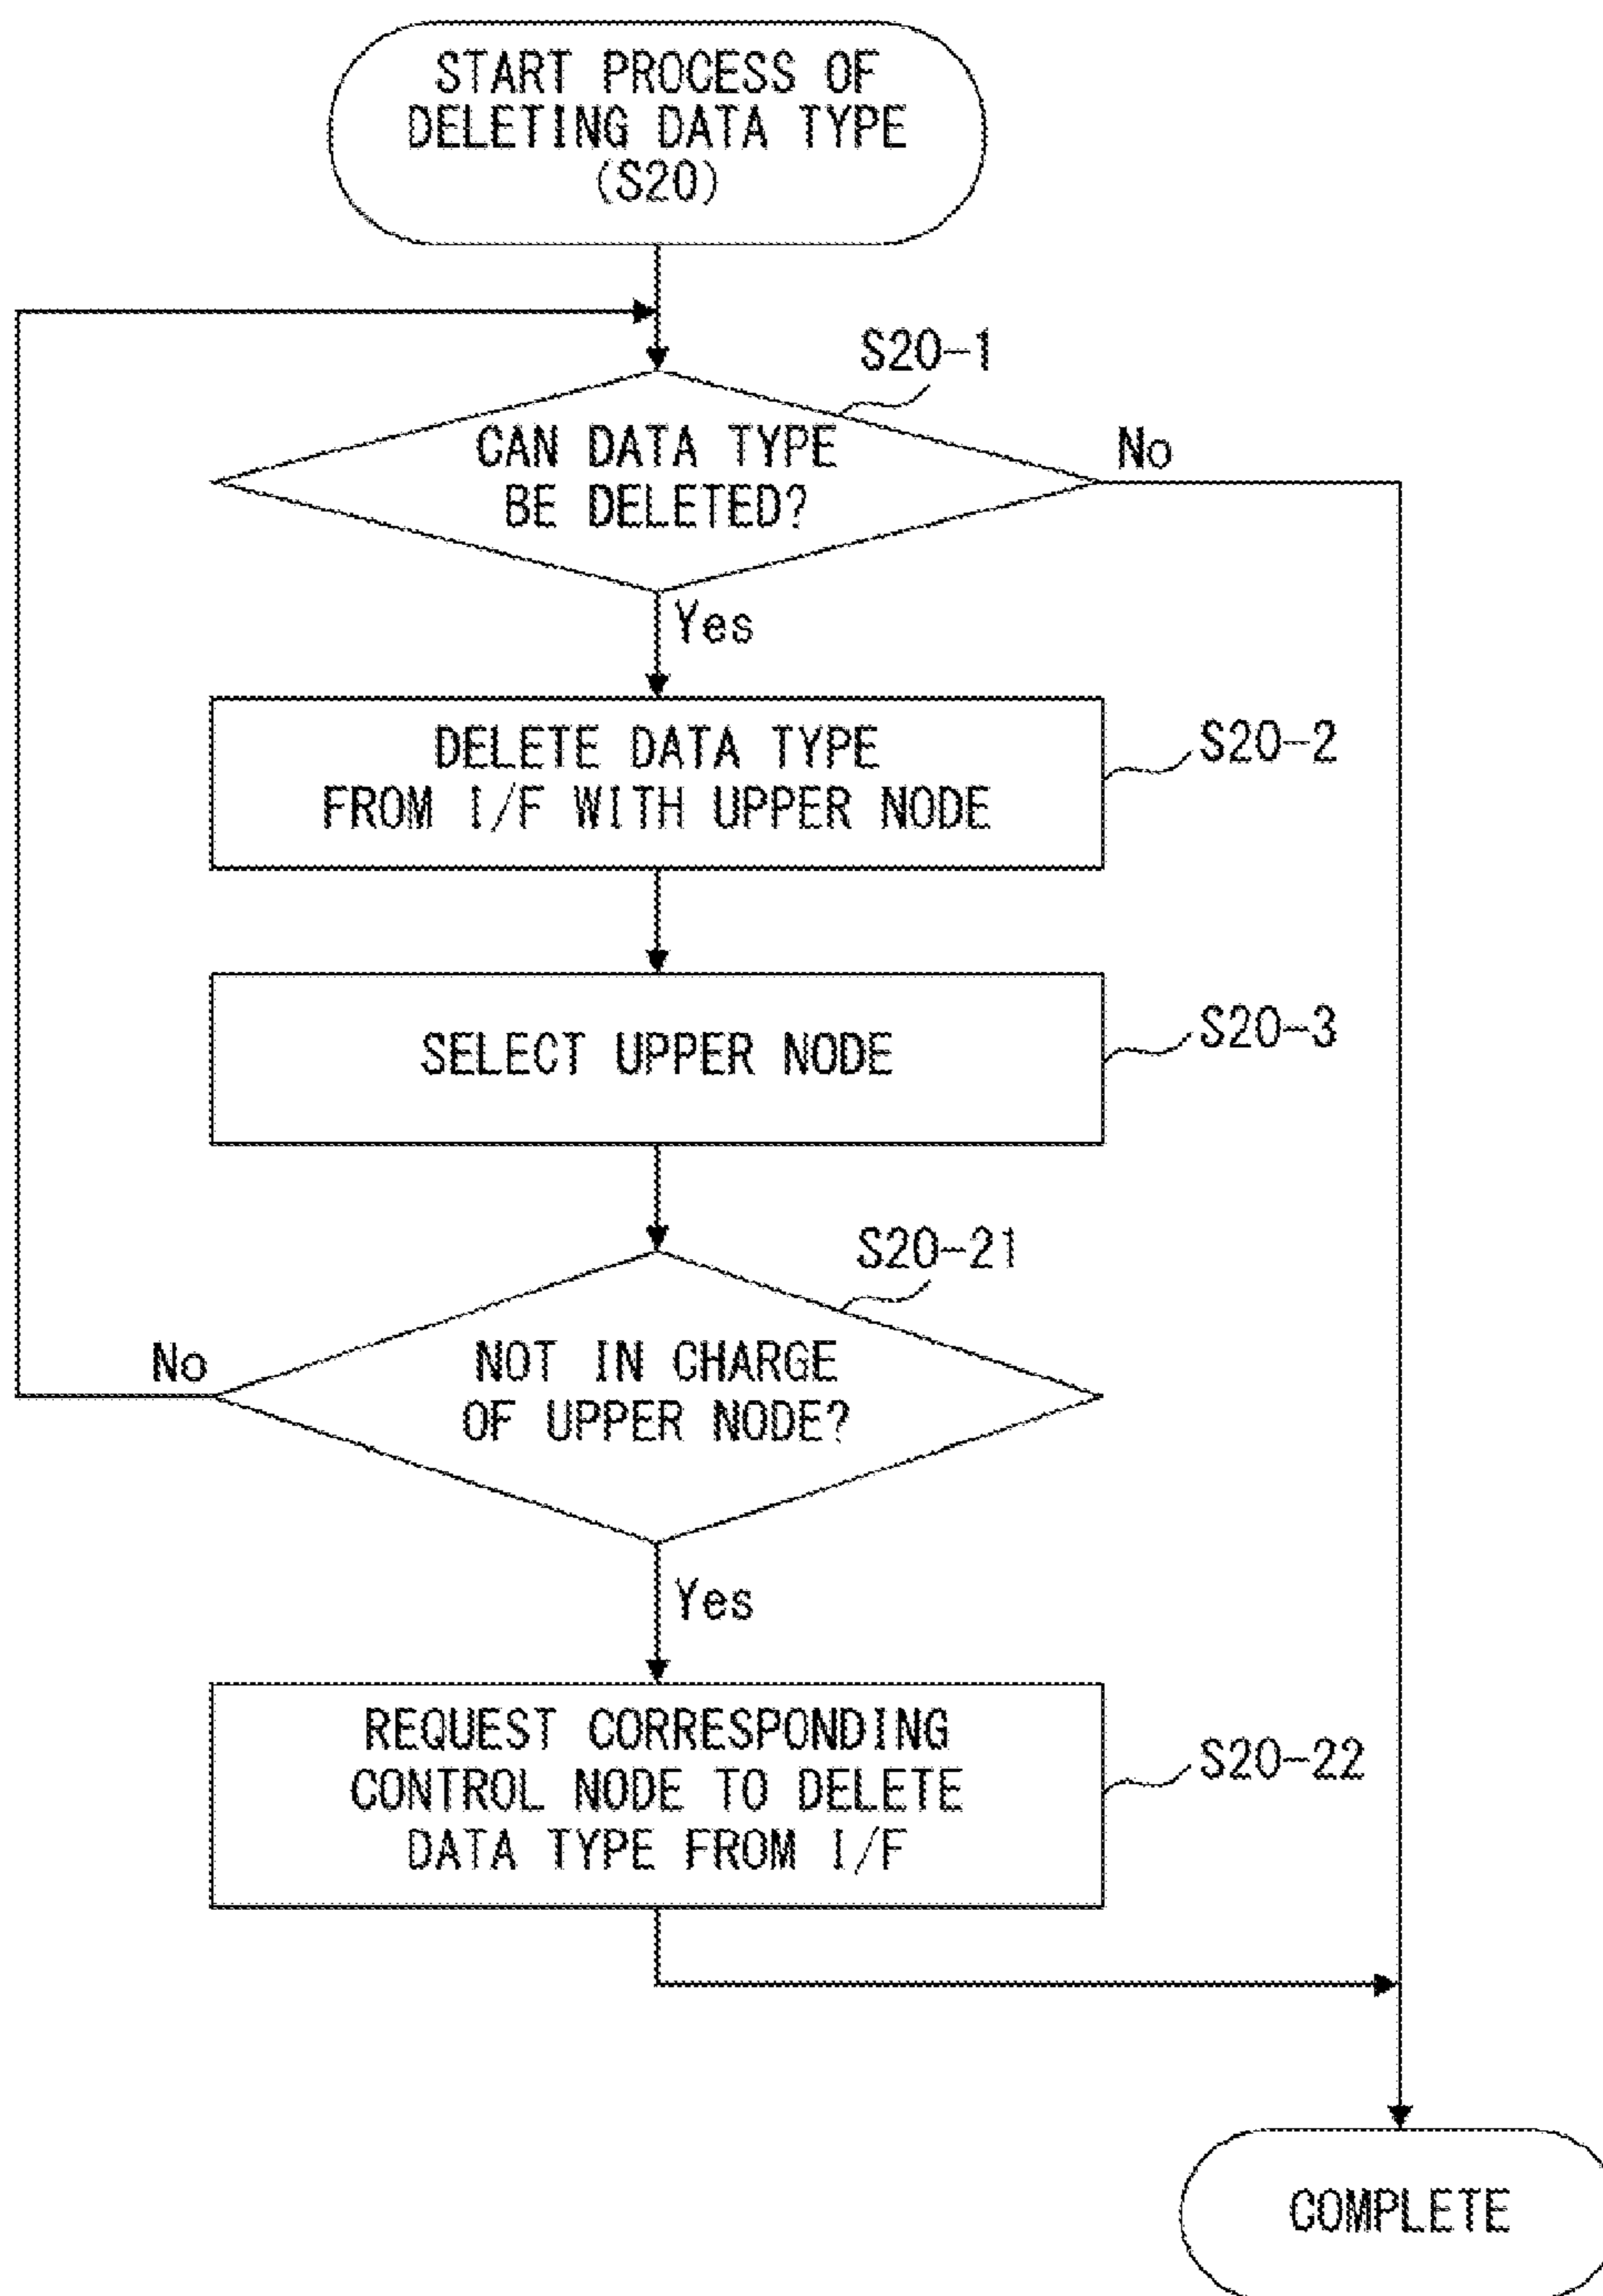 START PROCESS OF
DELETING DATA TYPE
(S20)
S20-1
CAN DATA TYPE
BE DELETED?
No
Yes
DELETE DATA TYPE
FROM I/F WITH UPPER NODE
S20-2
SELECT UPPER NODE
S20-3
S20-21
NOT IN CHARGE
OF UPPER NODE?
No
Yes
REQUEST CORRESPONDING
CONTROL NODE TO DELETE
DATA TYPE FROM I/F
S20-22
COMPLETE